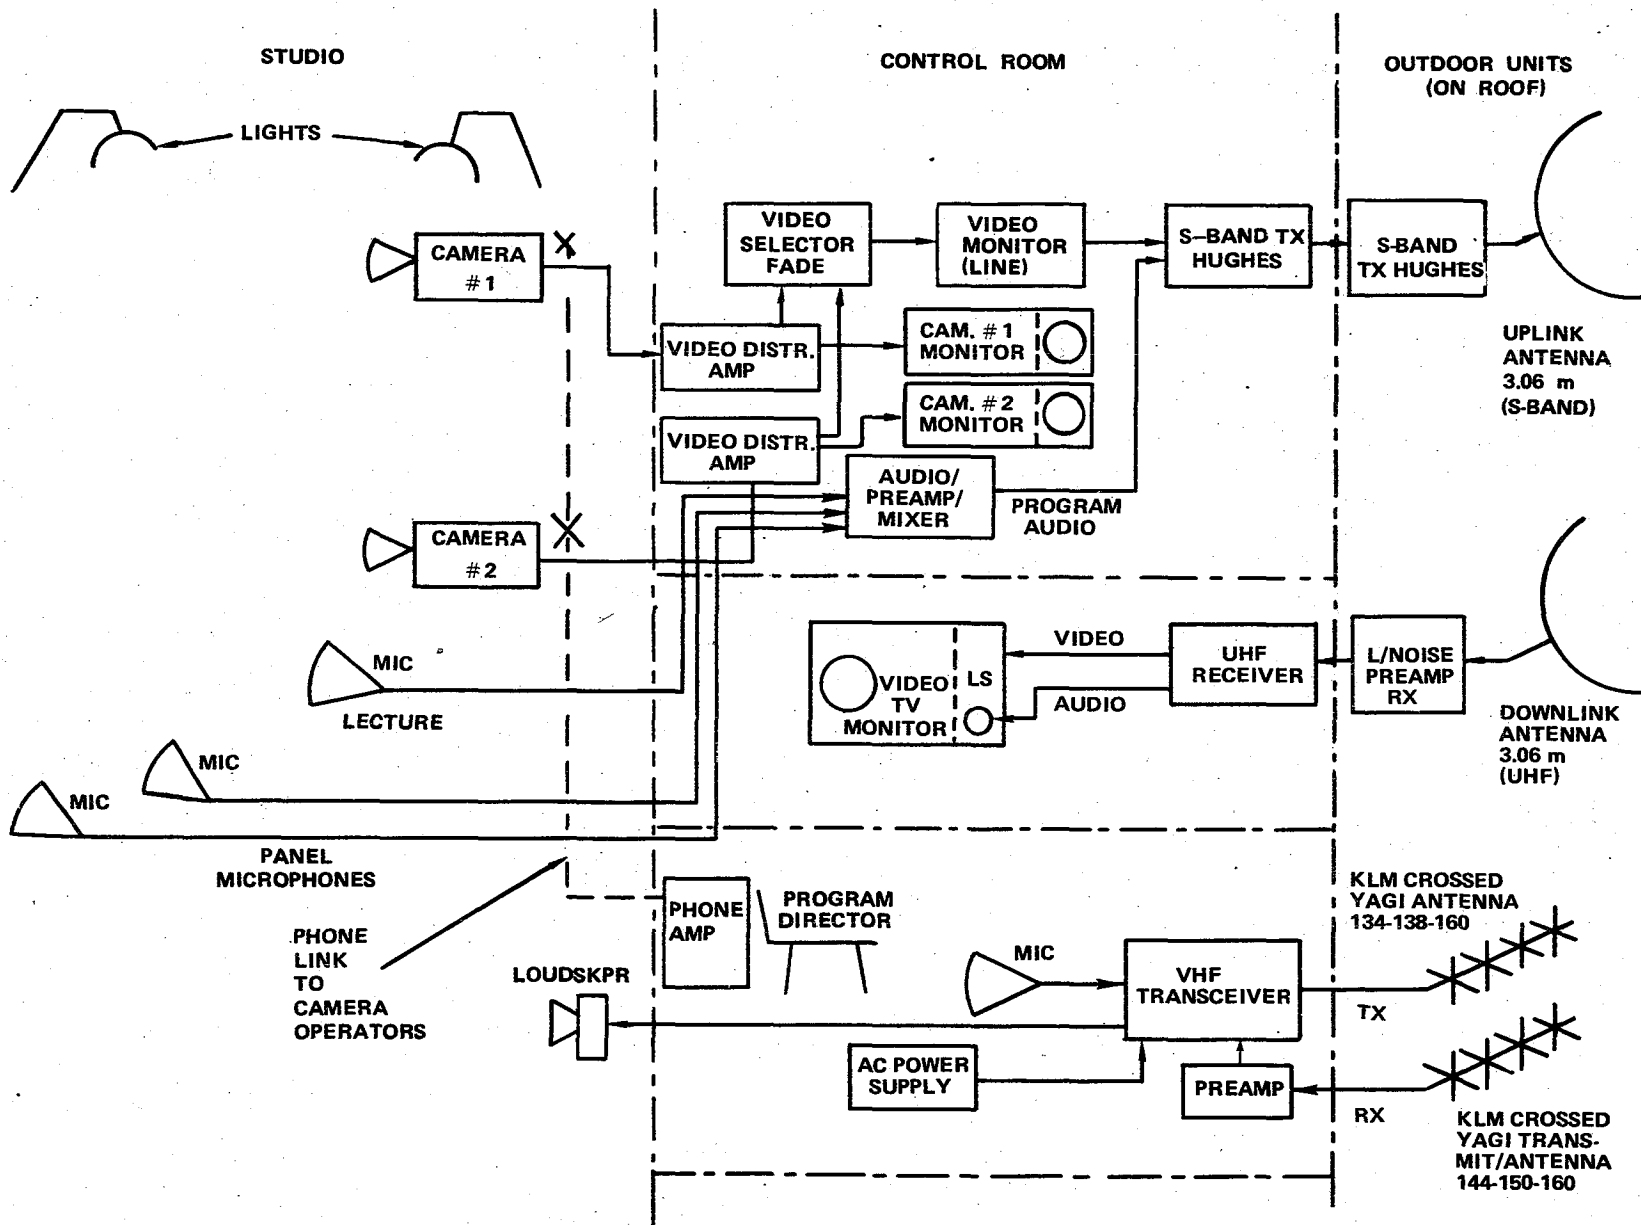 STUDIO
CONTROL ROOM
OUTDOOR UNITS
(ON ROOF)
LIGHTS
CAMERA
#1
VIDEO
SELECTOR
FADE
VIDEO
MONITOR
(LINE)
S-BAND TX
HUGHES
S-BAND
TX HUGHES
UPLINK
ANTENNA
3.06 m
(S-BAND)
VIDEO DISTR.
AMP
CAM. #1
MONITOR
CAM. #2
MONITOR
VIDEO DISTR.
AMP
AUDIO/
PREAMP/
MIXER
PROGRAM
AUDIO
CAMERA
#2
MIC
LECTURE
MIC
MIC
PANEL
MICROPHONES
VIDEO
TV
MONITOR
LS
VIDEO
AUDIO
UHF
RECEIVER
L/NOISE
PREAMP
RX
DOWNLINK
ANTENNA
3.06 m
(UHF)
PHONE
LINK
TO
CAMERA
OPERATORS
PHONE
AMP
PROGRAM
DIRECTOR
LOUDSKPR
MIC
VHF
TRANSCEIVER
AC POWER
SUPPLY
PREAMP
TX
RX
KLM CROSSED
YAGI ANTENNA
134-138-160
KLM CROSSED
YAGI TRANS-
MIT/ANTENNA
144-150-160